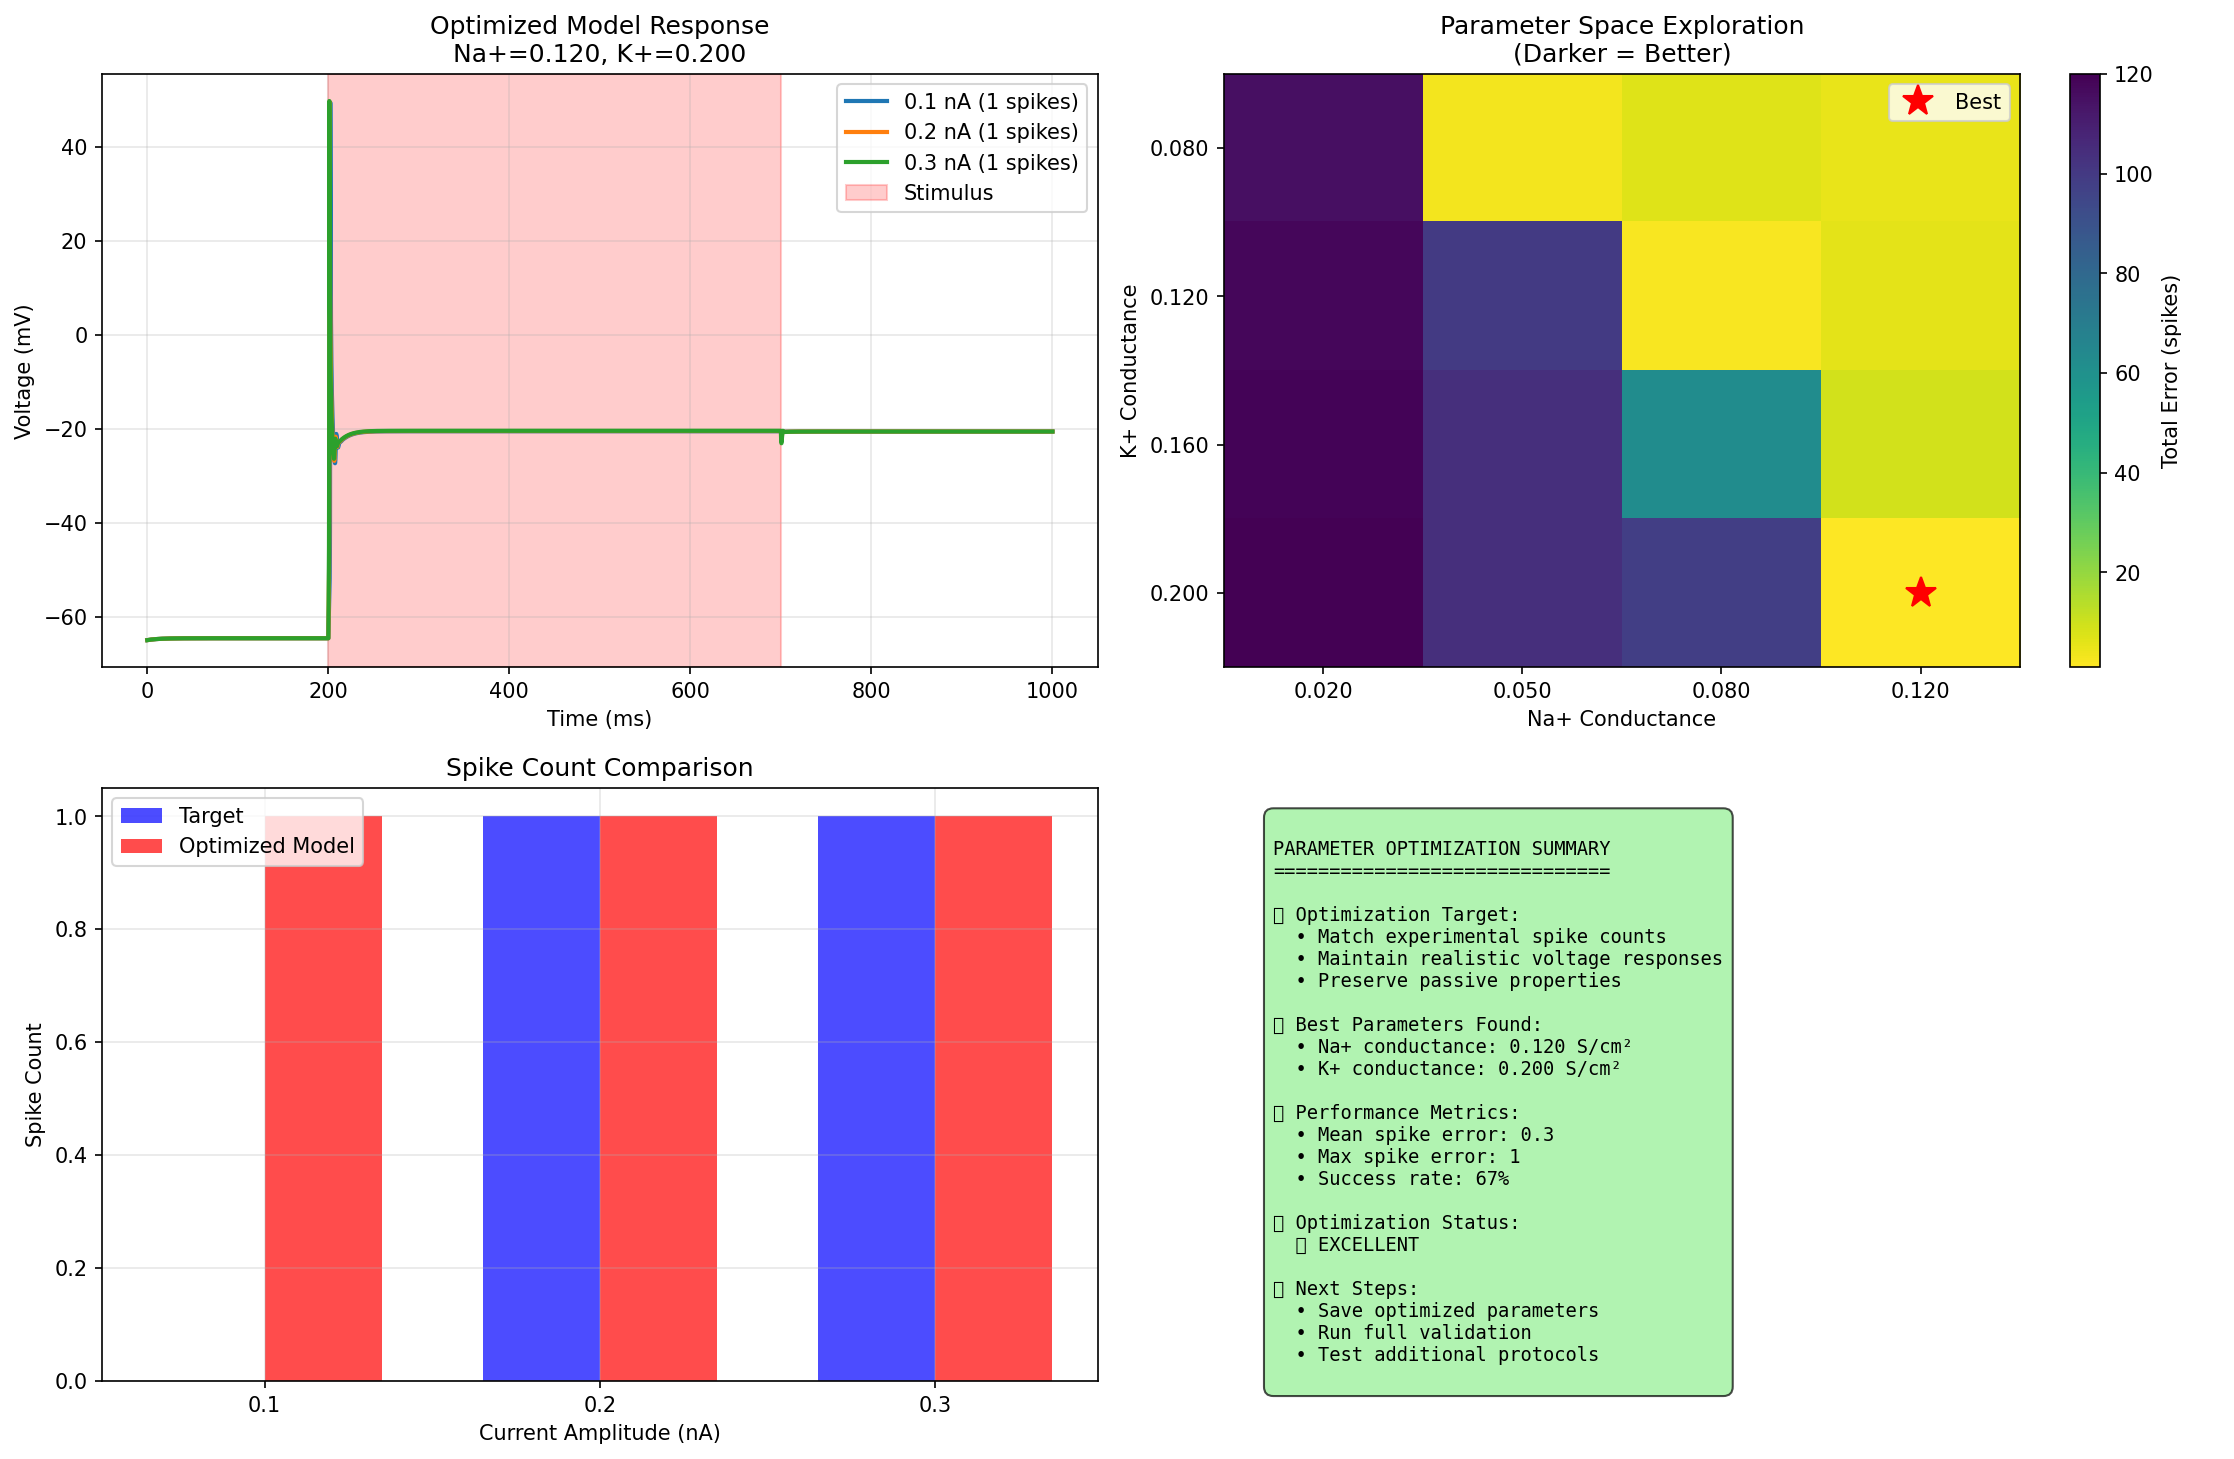 Optimized Model Response
Na+=0.120, K+=0.200
0.1 nA (1 spikes)
0.2 nA (1 spikes)
0.3 nA (1 spikes)
Stimulus
40
20
0
−20
−40
−60
Voltage (mV)
0
200
400
600
800
1000
Time (ms)
Parameter Space Exploration
(Darker = Better)
Best
0.080
0.120
0.160
0.200
K+ Conductance
0.020
0.050
0.080
0.120
Na+ Conductance
120
100
80
60
40
20
Total Error (spikes)
Spike Count Comparison
Target
Optimized Model
1.0
0.8
0.6
0.4
0.2
0.0
Spike Count
0.1
0.2
0.3
Current Amplitude (nA)
PARAMETER OPTIMIZATION SUMMARY
==============================
Optimization Target:
• Match experimental spike counts
• Maintain realistic voltage responses
• Preserve passive properties
Best Parameters Found:
• Na+ conductance: 0.120 S/cm²
• K+ conductance: 0.200 S/cm²
Performance Metrics:
• Mean spike error: 0.3
• Max spike error: 1
• Success rate: 67%
Optimization Status:
EXCELLENT
Next Steps:
• Save optimized parameters
• Run full validation
• Test additional protocols